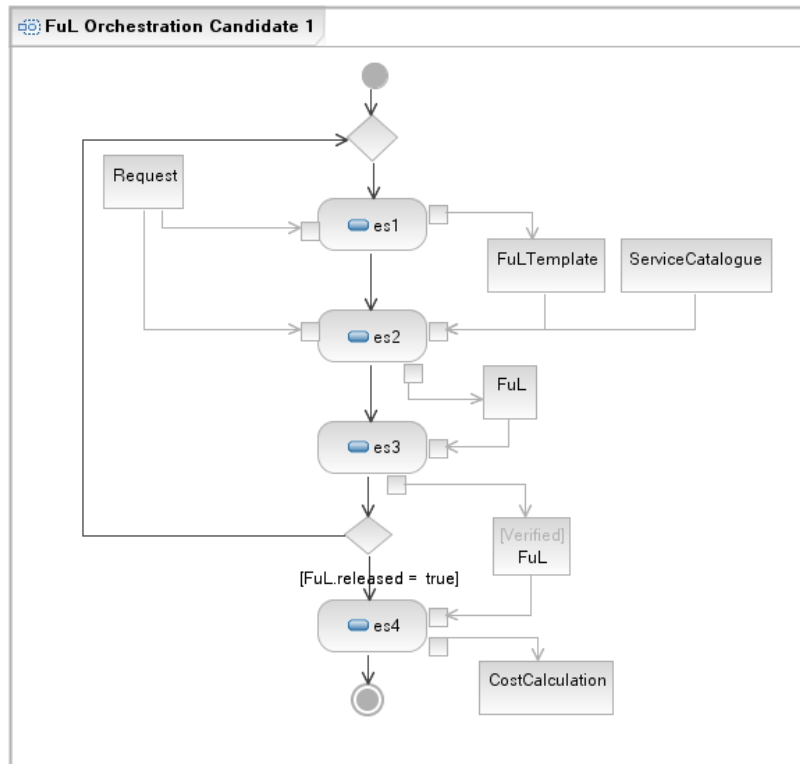 FuL Orchestration Candidate 1
Request
es1
FuLTemplate
ServiceCatalogue
es2
FuL
es3
[Verified]
FuL
[FuL.released = true]
es4
CostCalculation